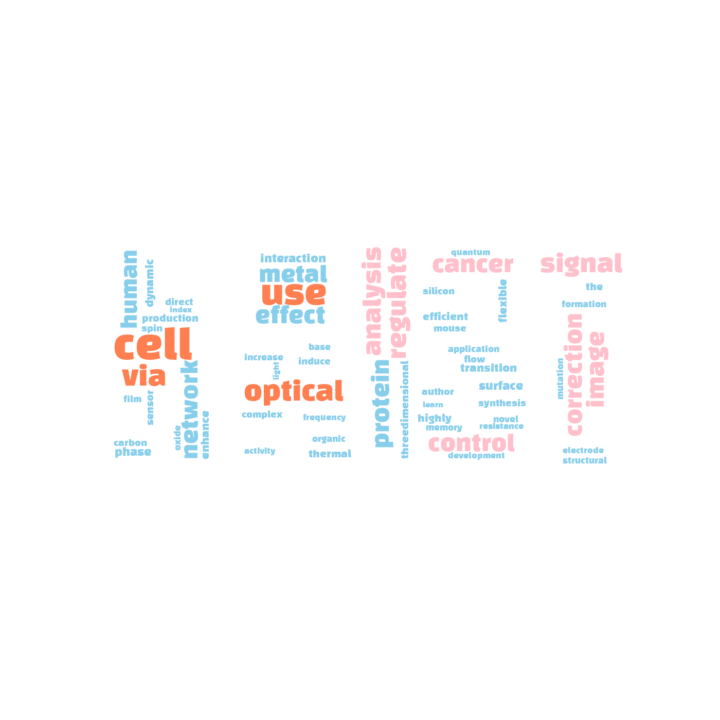 human
dynamic
direct
index
production
spin
cell
via
film
sensor
network
oxide
enhance
carbon
phase
interaction
metal
use
effect
base
increase
induce
light
optical
complex
frequency
organic
activity
thermal
analysis
regulate
protein
threedimensional
quantum
cancer
silicon
flexible
efficient
mouse
application
flow
transition
surface
author
learn
synthesis
highly
novel
memory
resistance
control
development
signal
the
formation
correction
image
mutation
electrode
structural